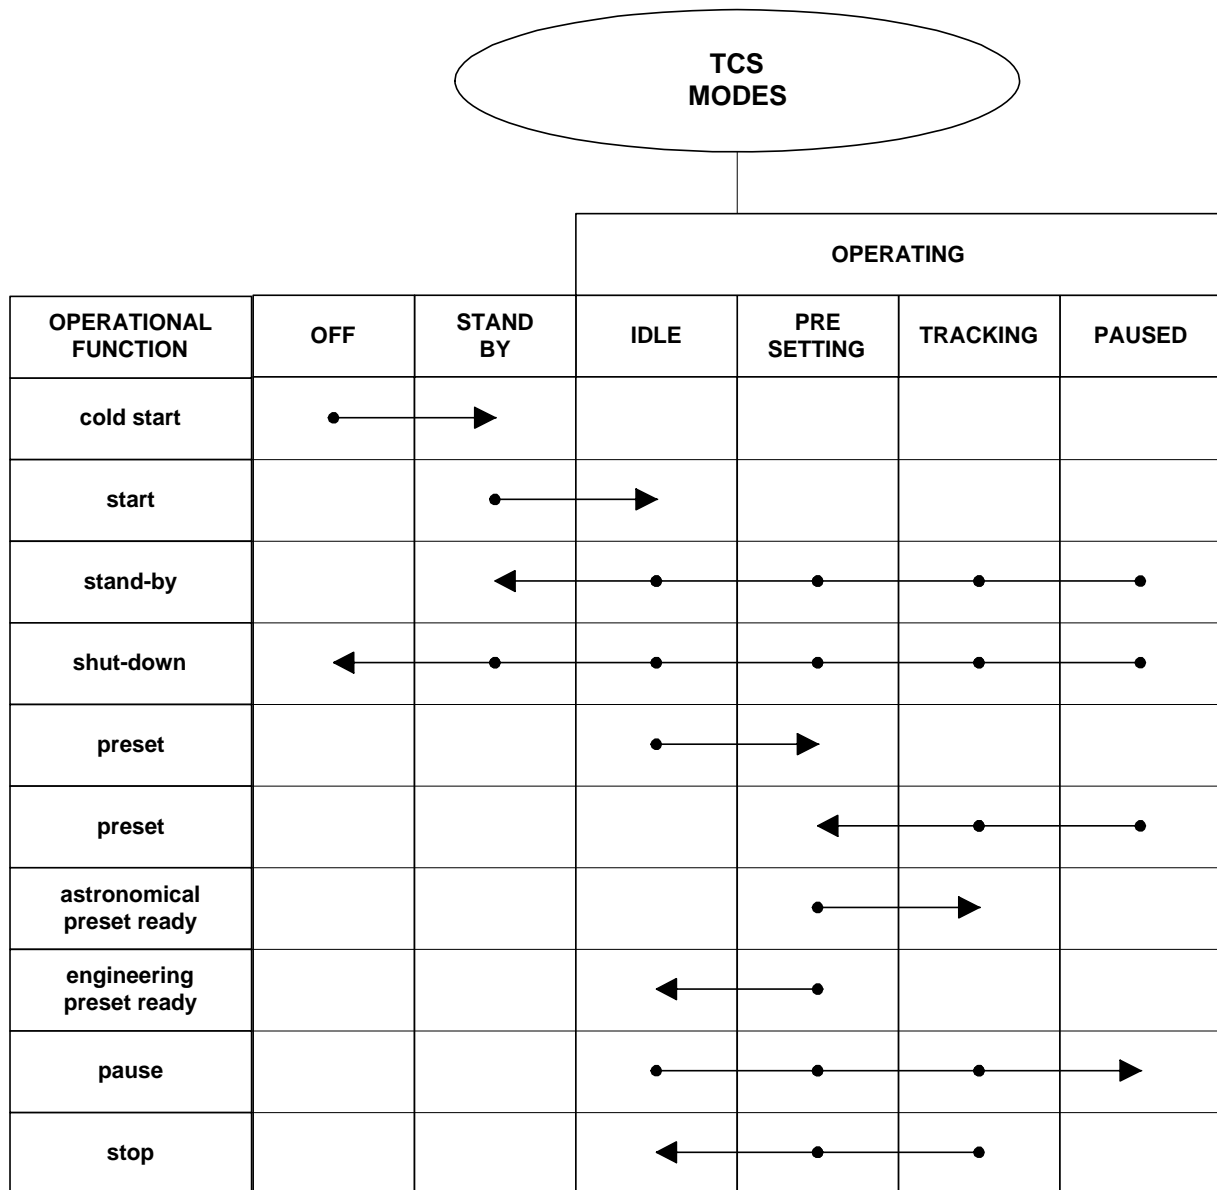 TCS
MODES
OPERATING
OPERATIONAL
FUNCTION
OFF
STAND
BY
IDLE
PRE
SETTING
TRACKING
PAUSED
cold start
start
stand-by
shut-down
preset
preset
astronomical
preset ready
engineering
preset ready
pause
stop